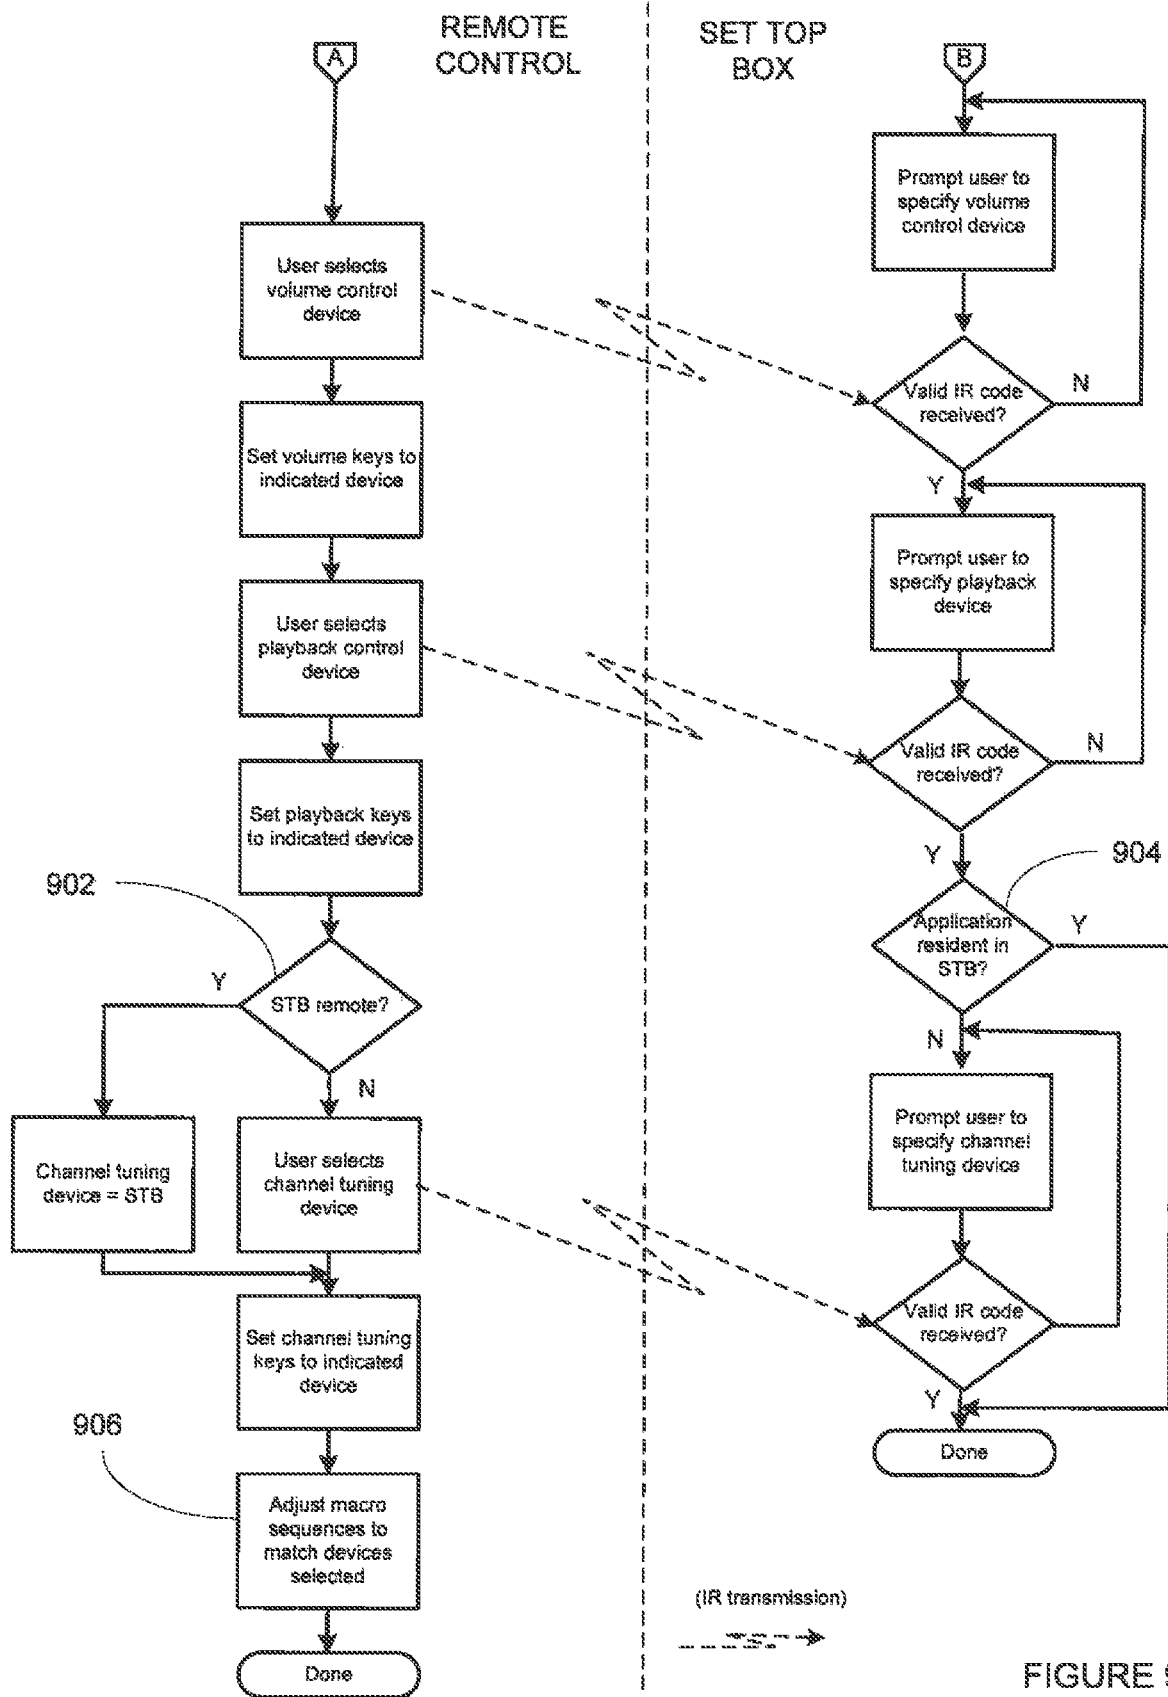 REMOTE
CONTROL
SET TOP
BOX
A
User selects
volume control
device
Set volume keys to
indicated device
User selects
playback control
device
Set playback keys
to indicated device
902
STB remote?
Y
N
Channel tuning
device = STB
User selects
channel tuning
device
Set channel tuning
keys to indicated
device
906
Adjust macro
sequences to
match devices
selected
Done
B
Prompt user to
specify volume
control device
Valid IR code
received?
N
Y
Prompt user to
specify playback
device
Valid IR code
received?
N
Y
904
Application
resident in
STB?
Y
N
Prompt user to
specify channel
tuning device
Valid IR code
received?
Y
Done
(IR transmission)
FIGURE 9